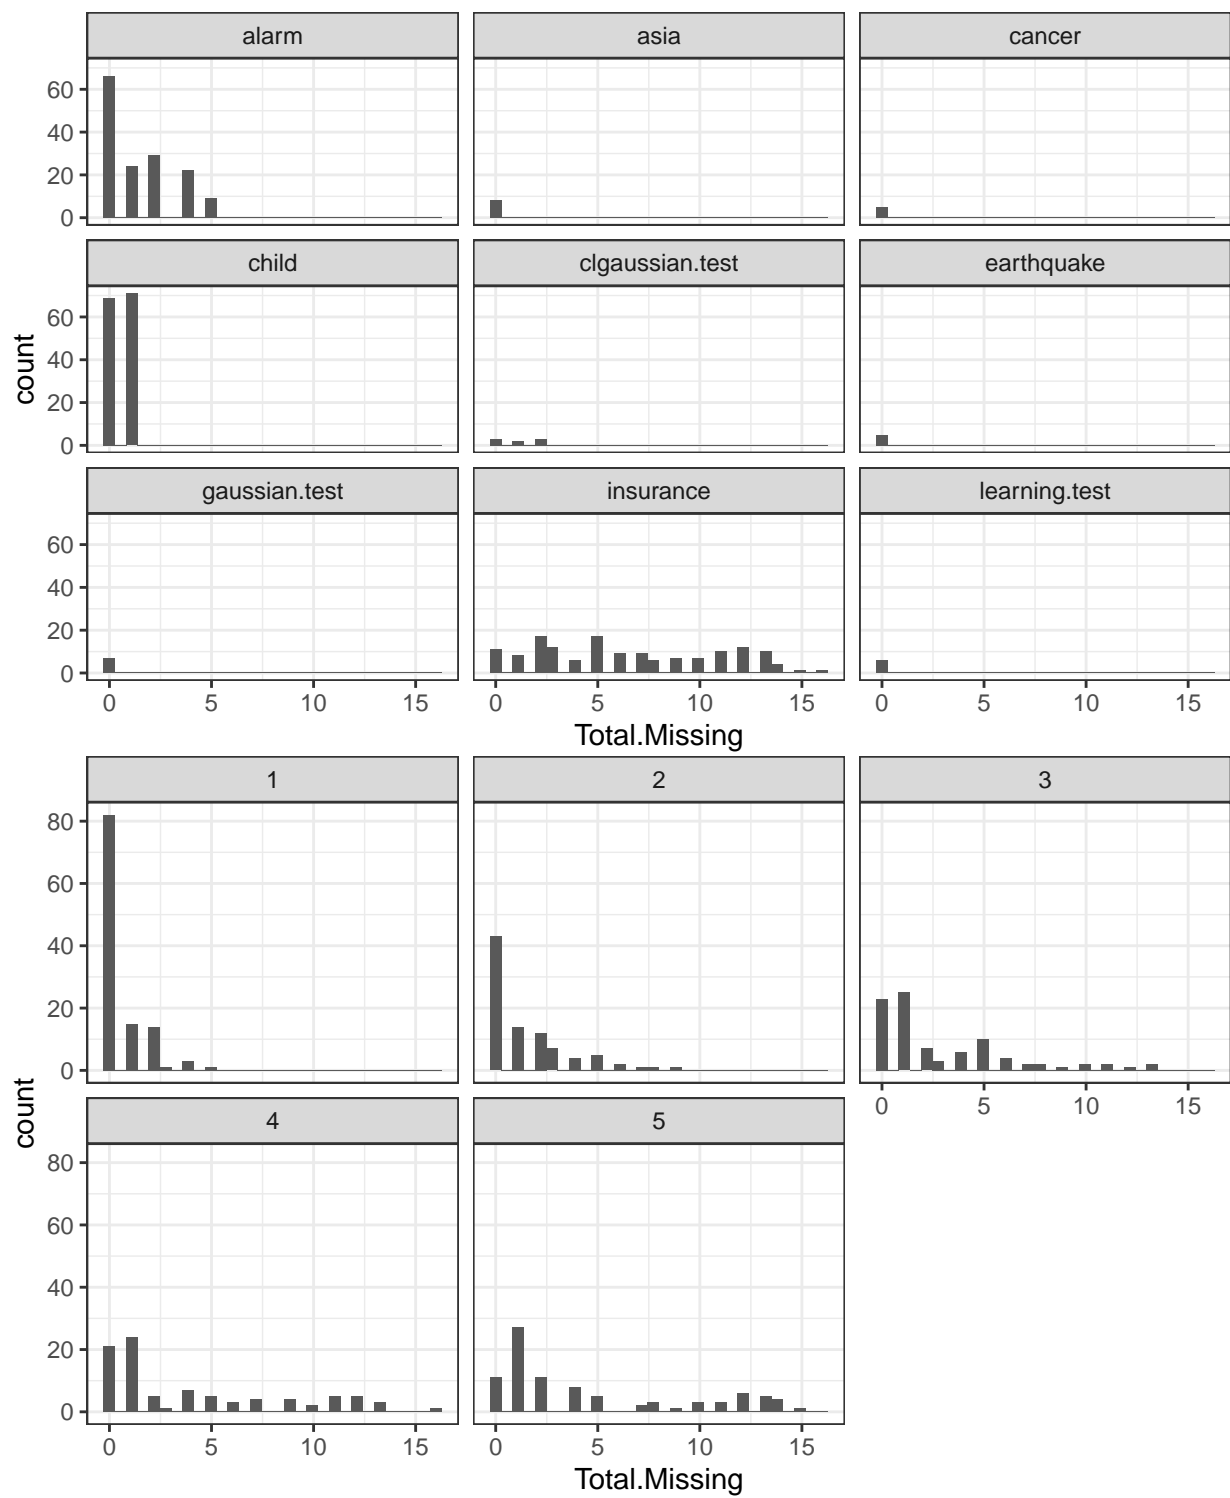 alarm asia cancer
60
40
20
0
child clgaussian.test earthquake
count
60
40
20
0
gaussian.test insurance learning.test
60
40
20
0
0 5 10 15 0 5 10 15 0 5 10 15
Total.Missing
1 2 3
80
60
40
20
0
0 5 10 15
count
4 5
80
60
40
20
0
0 5 10 15 0 5 10 15
Total.Missing